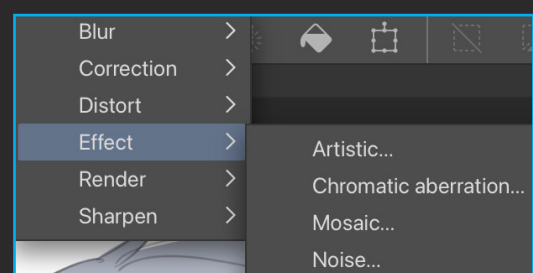 Blur
Correction
Distort
Effect
Render
Sharpen
Artistic...
Chromatic aberration...
Mosaic...
Noise...